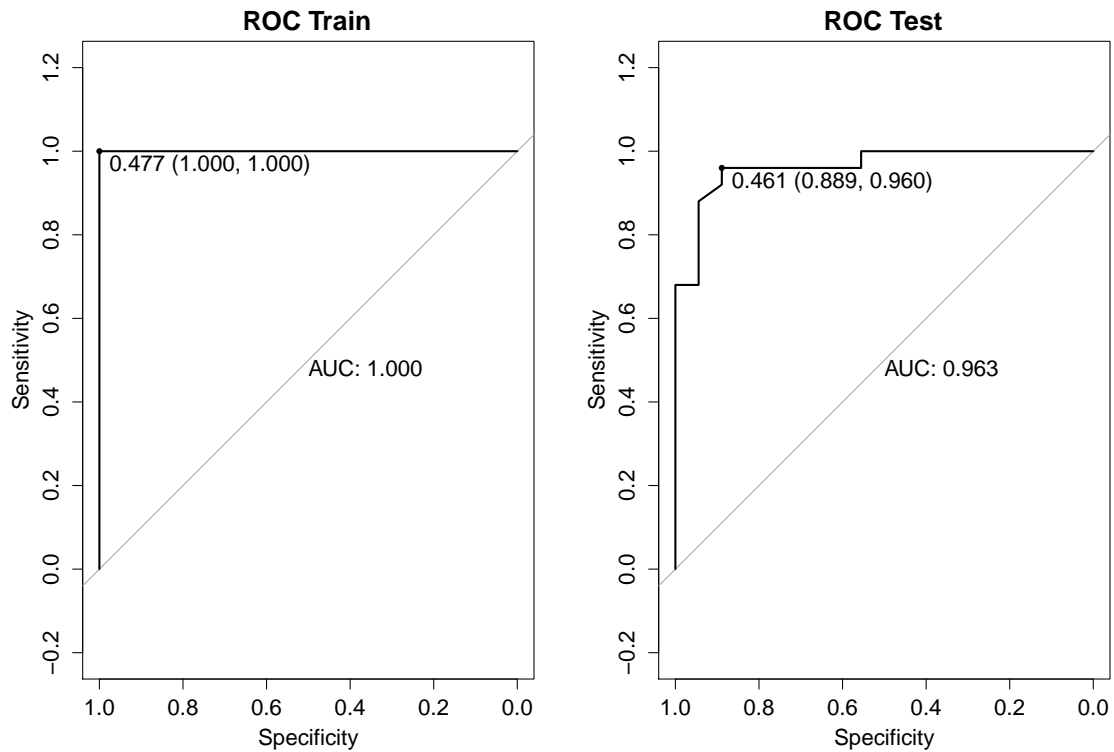 ROC Train
1.2
1.0
0.8
0.6
0.4
0.2
0.0
−0.2
Sensitivity
0.477 (1.000, 1.000)
AUC: 1.000
1.0 0.8 0.6 0.4 0.2 0.0
Specificity
ROC Test
1.2
1.0
0.8
0.6
0.4
0.2
0.0
−0.2
Sensitivity
0.461 (0.889, 0.960)
AUC: 0.963
1.0 0.8 0.6 0.4 0.2 0.0
Specificity